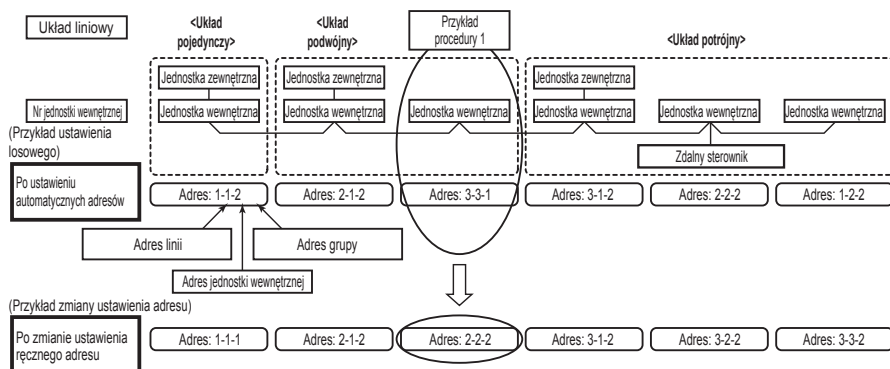 Układ liniowy
<Układ
pojedynczy>
<Układ
podwójny>
Przykład
procedury 1
<Układ potrójny>
Jednostka zewnętrzna
Jednostka zewnętrzna
Jednostka zewnętrzna
Nr jednostki wewnętrznej
Jednostka wewnętrzna
Jednostka wewnętrzna
Jednostka wewnętrzna
Jednostka wewnętrzna
Jednostka wewnętrzna
Jednostka wewnętrzna
(Przykład ustawienia
losowego)
Zdalny sterownik
Po ustawieniu
automatycznych adresów
Adres: 1-1-2
Adres: 2-1-2
Adres: 3-3-1
Adres: 3-1-2
Adres: 2-2-2
Adres: 1-2-2
Adres linii
Adres grupy
Adres jednostki wewnętrznej
(Przykład zmiany ustawienia adresu)
Po zmianie ustawienia
ręcznego adresu
Adres: 1-1-1
Adres: 2-1-2
Adres: 2-2-2
Adres: 3-1-2
Adres: 3-2-2
Adres: 3-3-2